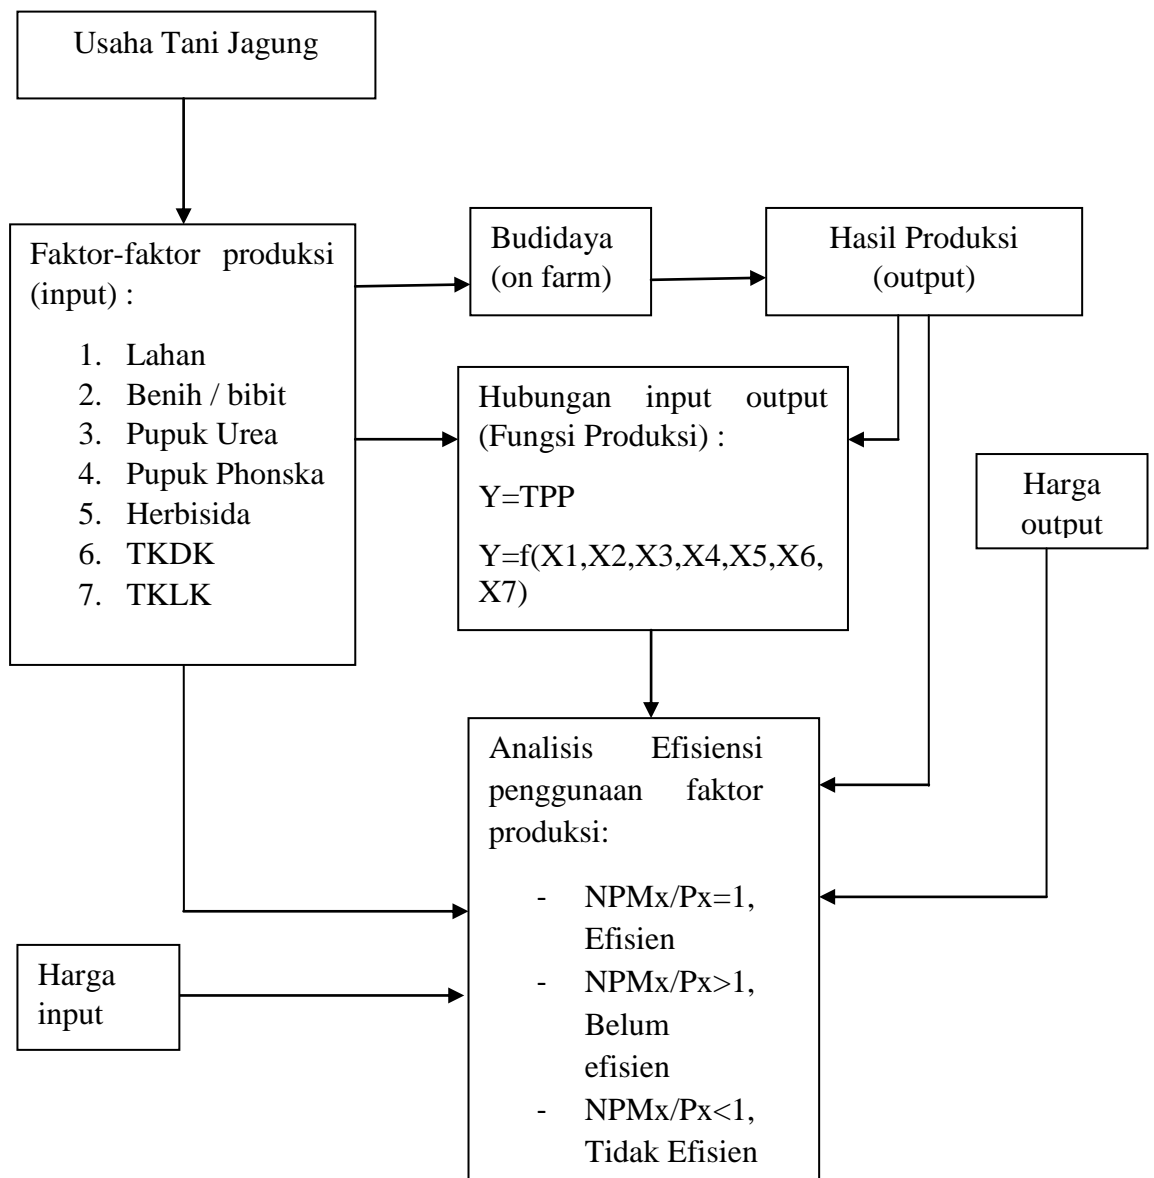 Usaha Tani Jagung
Faktor-faktor produksi
(input) :
1. Lahan
2. Benih / bibit
3. Pupuk Urea
4. Pupuk Phonska
5. Herbisida
6. TKDK
7. TKLK
Budidaya
(on farm)
Hasil Produksi
(output)
Hubungan input output
(Fungsi Produksi) :
Y=TPP
Y=f(X1,X2,X3,X4,X5,X6,
X7)
Harga
output
Analisis Efisiensi
penggunaan faktor
produksi:
- NPMx/Px=1,
Efisien
- NPMx/Px>1,
Belum
efisien
- NPMx/Px<1,
Tidak Efisien
Harga
input